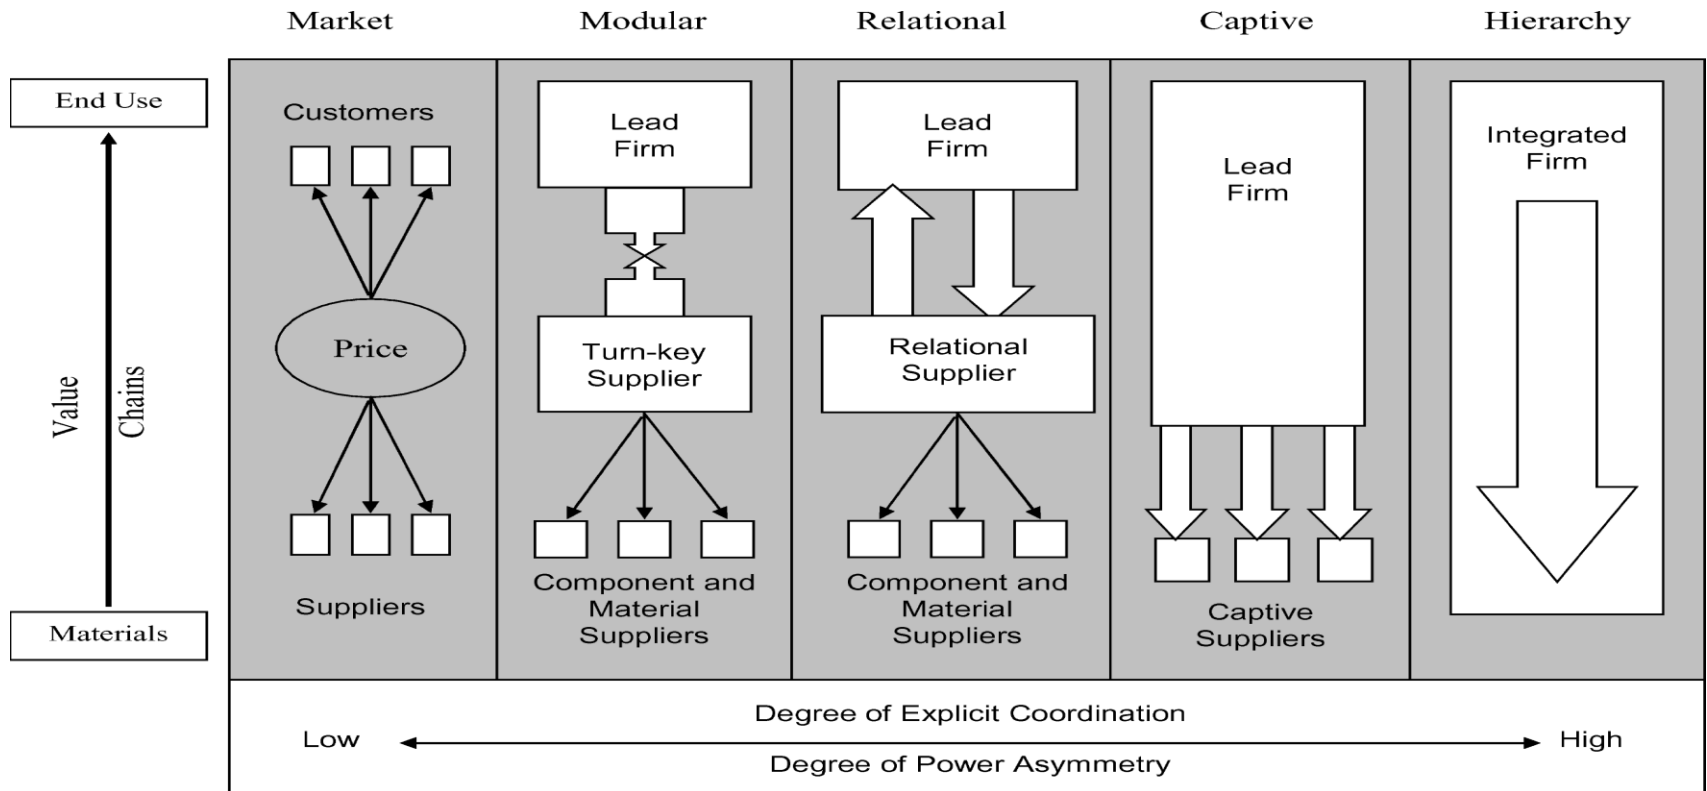 Market
Modular
Relational
Captive
Hierarchy
End Use
Value
Chains
Materials
Customers
Price
Suppliers
Lead
Firm
Turn-key
Supplier
Component and
Material
Suppliers
Lead
Firm
Relational
Supplier
Component and
Material
Suppliers
Lead
Firm
Captive
Suppliers
Integrated
Firm
Degree of Explicit Coordination
Low
High
Degree of Power Asymmetry